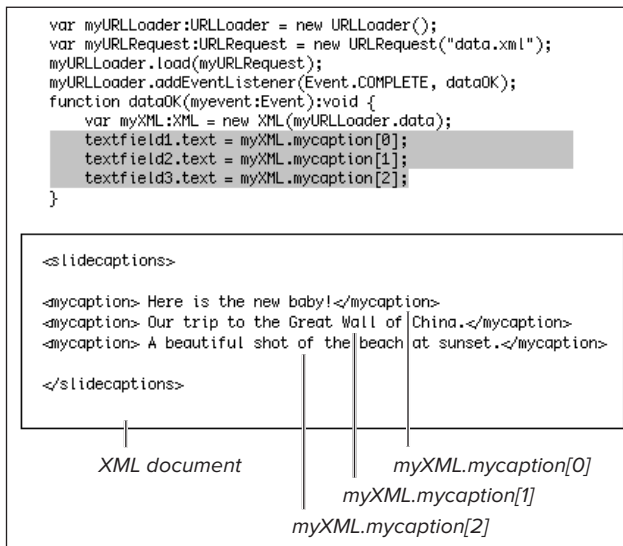 var myURLLoader:URLLoader = new URLLoader();
var myURLRequest:URLRequest = new URLRequest("data.xml");
myURLLoader.load(myURLRequest);
myURLLoader.addEventListener(Event.COMPLETE, dataOK);
function dataOK(myevent:Event):void {
var myXML:XML = new XML(myURLLoader.data);
textfield1.text = myXML.mycaption[0];
textfield2.text = myXML.mycaption[1];
textfield3.text = myXML.mycaption[2];
}
<slidecaptions>
<mycaption> Here is the new baby!</mycaption>
<mycaption> Our trip to the Great Wall of China.</mycaption>
<mycaption> A beautiful shot of the beach at sunset.</mycaption>
</slidecaptions>
XML document
myXML.mycaption[0]
myXML.mycaption[1]
myXML.mycaption[2]